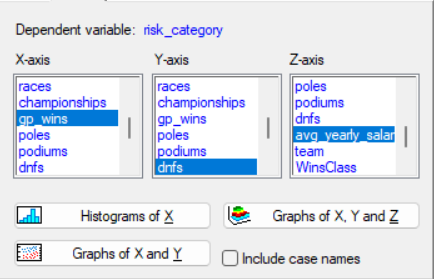 Dependent variable: risk_category
X-axis Y-axis Z-axis
races races poles
championships championships podiums
gp_wins gp_wins dnfs
poles poles avg_yearly_salar
podiums podiums team
dnfs dnfs WinsClass
Histograms of X Graphs of X, Y and Z
Graphs of X and Y Include case names